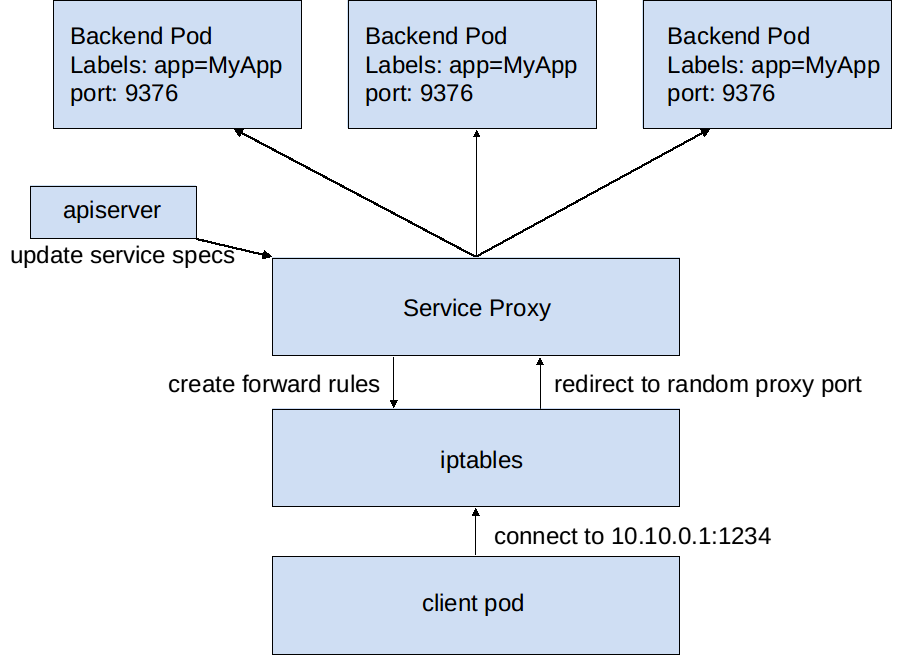 Backend Pod
Labels: app=MyApp
port: 9376
Backend Pod
Labels: app=MyApp
port: 9376
Backend Pod
Labels: app=MyApp
port: 9376
apiserver
update service specs
Service Proxy
create forward rules
redirect to random proxy port
iptables
connect to 10.10.0.1:1234
client pod